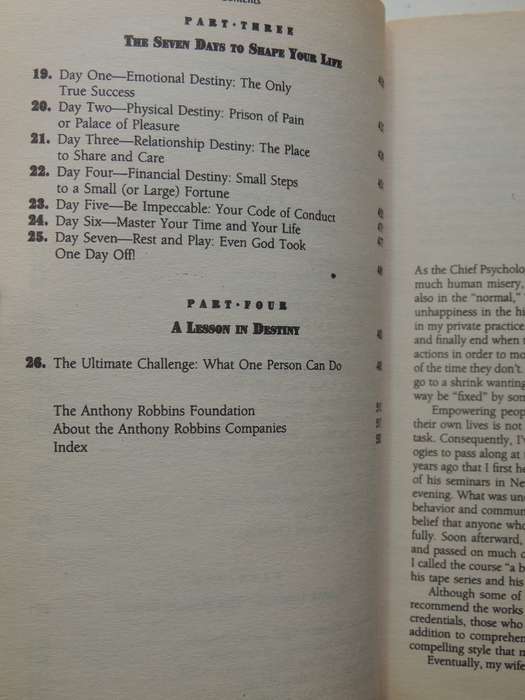 PART·THREE
THE SEVEN DAYS TO SHAPE YOUR LIFE
19. Day One—Emotional Destiny: The Only
True Success
20. Day Two—Physical Destiny: Prison of Pain
or Palace of Pleasure
21. Day Three—Relationship Destiny: The Place
to Share and Care
22. Day Four—Financial Destiny: Small Steps
to a Small (or Large) Fortune
23. Day Five—Be Impeccable: Your Code of Conduct
24. Day Six—Master Your Time and Your Life
25. Day Seven—Rest and Play: Even God Took
One Day Off!
PART·FOUR
A LESSON IN DESTINY
26. The Ultimate Challenge: What One Person Can Do
The Anthony Robbins Foundation
About the Anthony Robbins Companies
Index
As the Chief Psycholo
much human misery,
also in the "normal,"
unhappiness in the hi
in my private practice
and finally end when t
actions in order to mo
of the time they don't.
go to a shrink wanting
way be "fixed" by som
Empowering peop
their own lives is not
task. Consequently, I'v
ogies to pass along at
years ago that I first he
of his seminars in Ne
evening. What was un
behavior and commun
belief that anyone who
fully. Soon afterward,
and passed on much o
I called the course "a b
his tape series and his
Although some of
recommend the works
credentials, those who
addition to comprehen
compelling style that m
Eventually, my wife